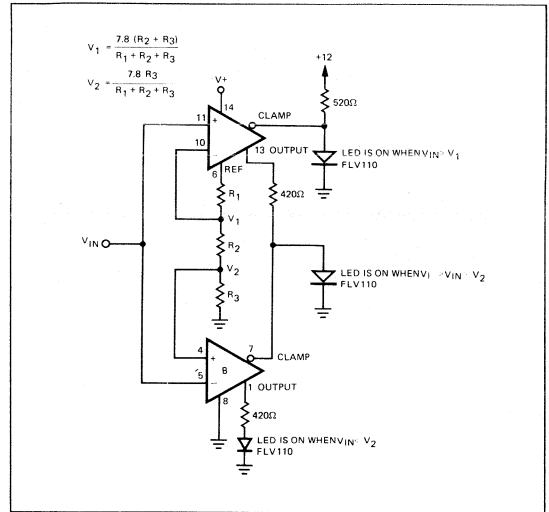 V1 = 7.8 (R2 + R3) / R1 + R2 + R3
V2 = 7.8 R3 / R1 + R2 + R3
+12
V+
520Ω
14
CLAMP
11 +
10 -
13 OUTPUT
LED IS ON WHEN VIN> V1
FLV110
6 REF
R1
420Ω
V1
VIN
R2
V2
LED IS ON WHEN V1 >VIN> V2
FLV110
R3
7
CLAMP
4 +
B
5 -
1 OUTPUT
8
420Ω
LED IS ON WHEN VIN< V2
FLV110